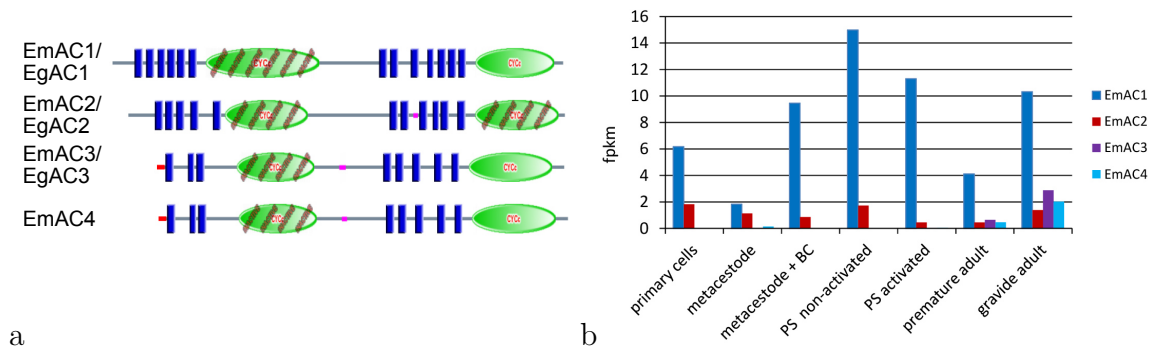 EmAC1/
EgAC1
CYCc
CYCc
EmAC2/
EgAC2
CYCc
CYCc
EmAC3/
EgAC3
CYCc
CYCc
EmAC4
CYCc
CYCc
a
16
14
12
10
8
6
4
2
0
fpkm
primary cells
metacestode
metacestode + BC
PS non-activated
PS activated
premature adult
gravide adult
EmAC1
EmAC2
EmAC3
EmAC4
b